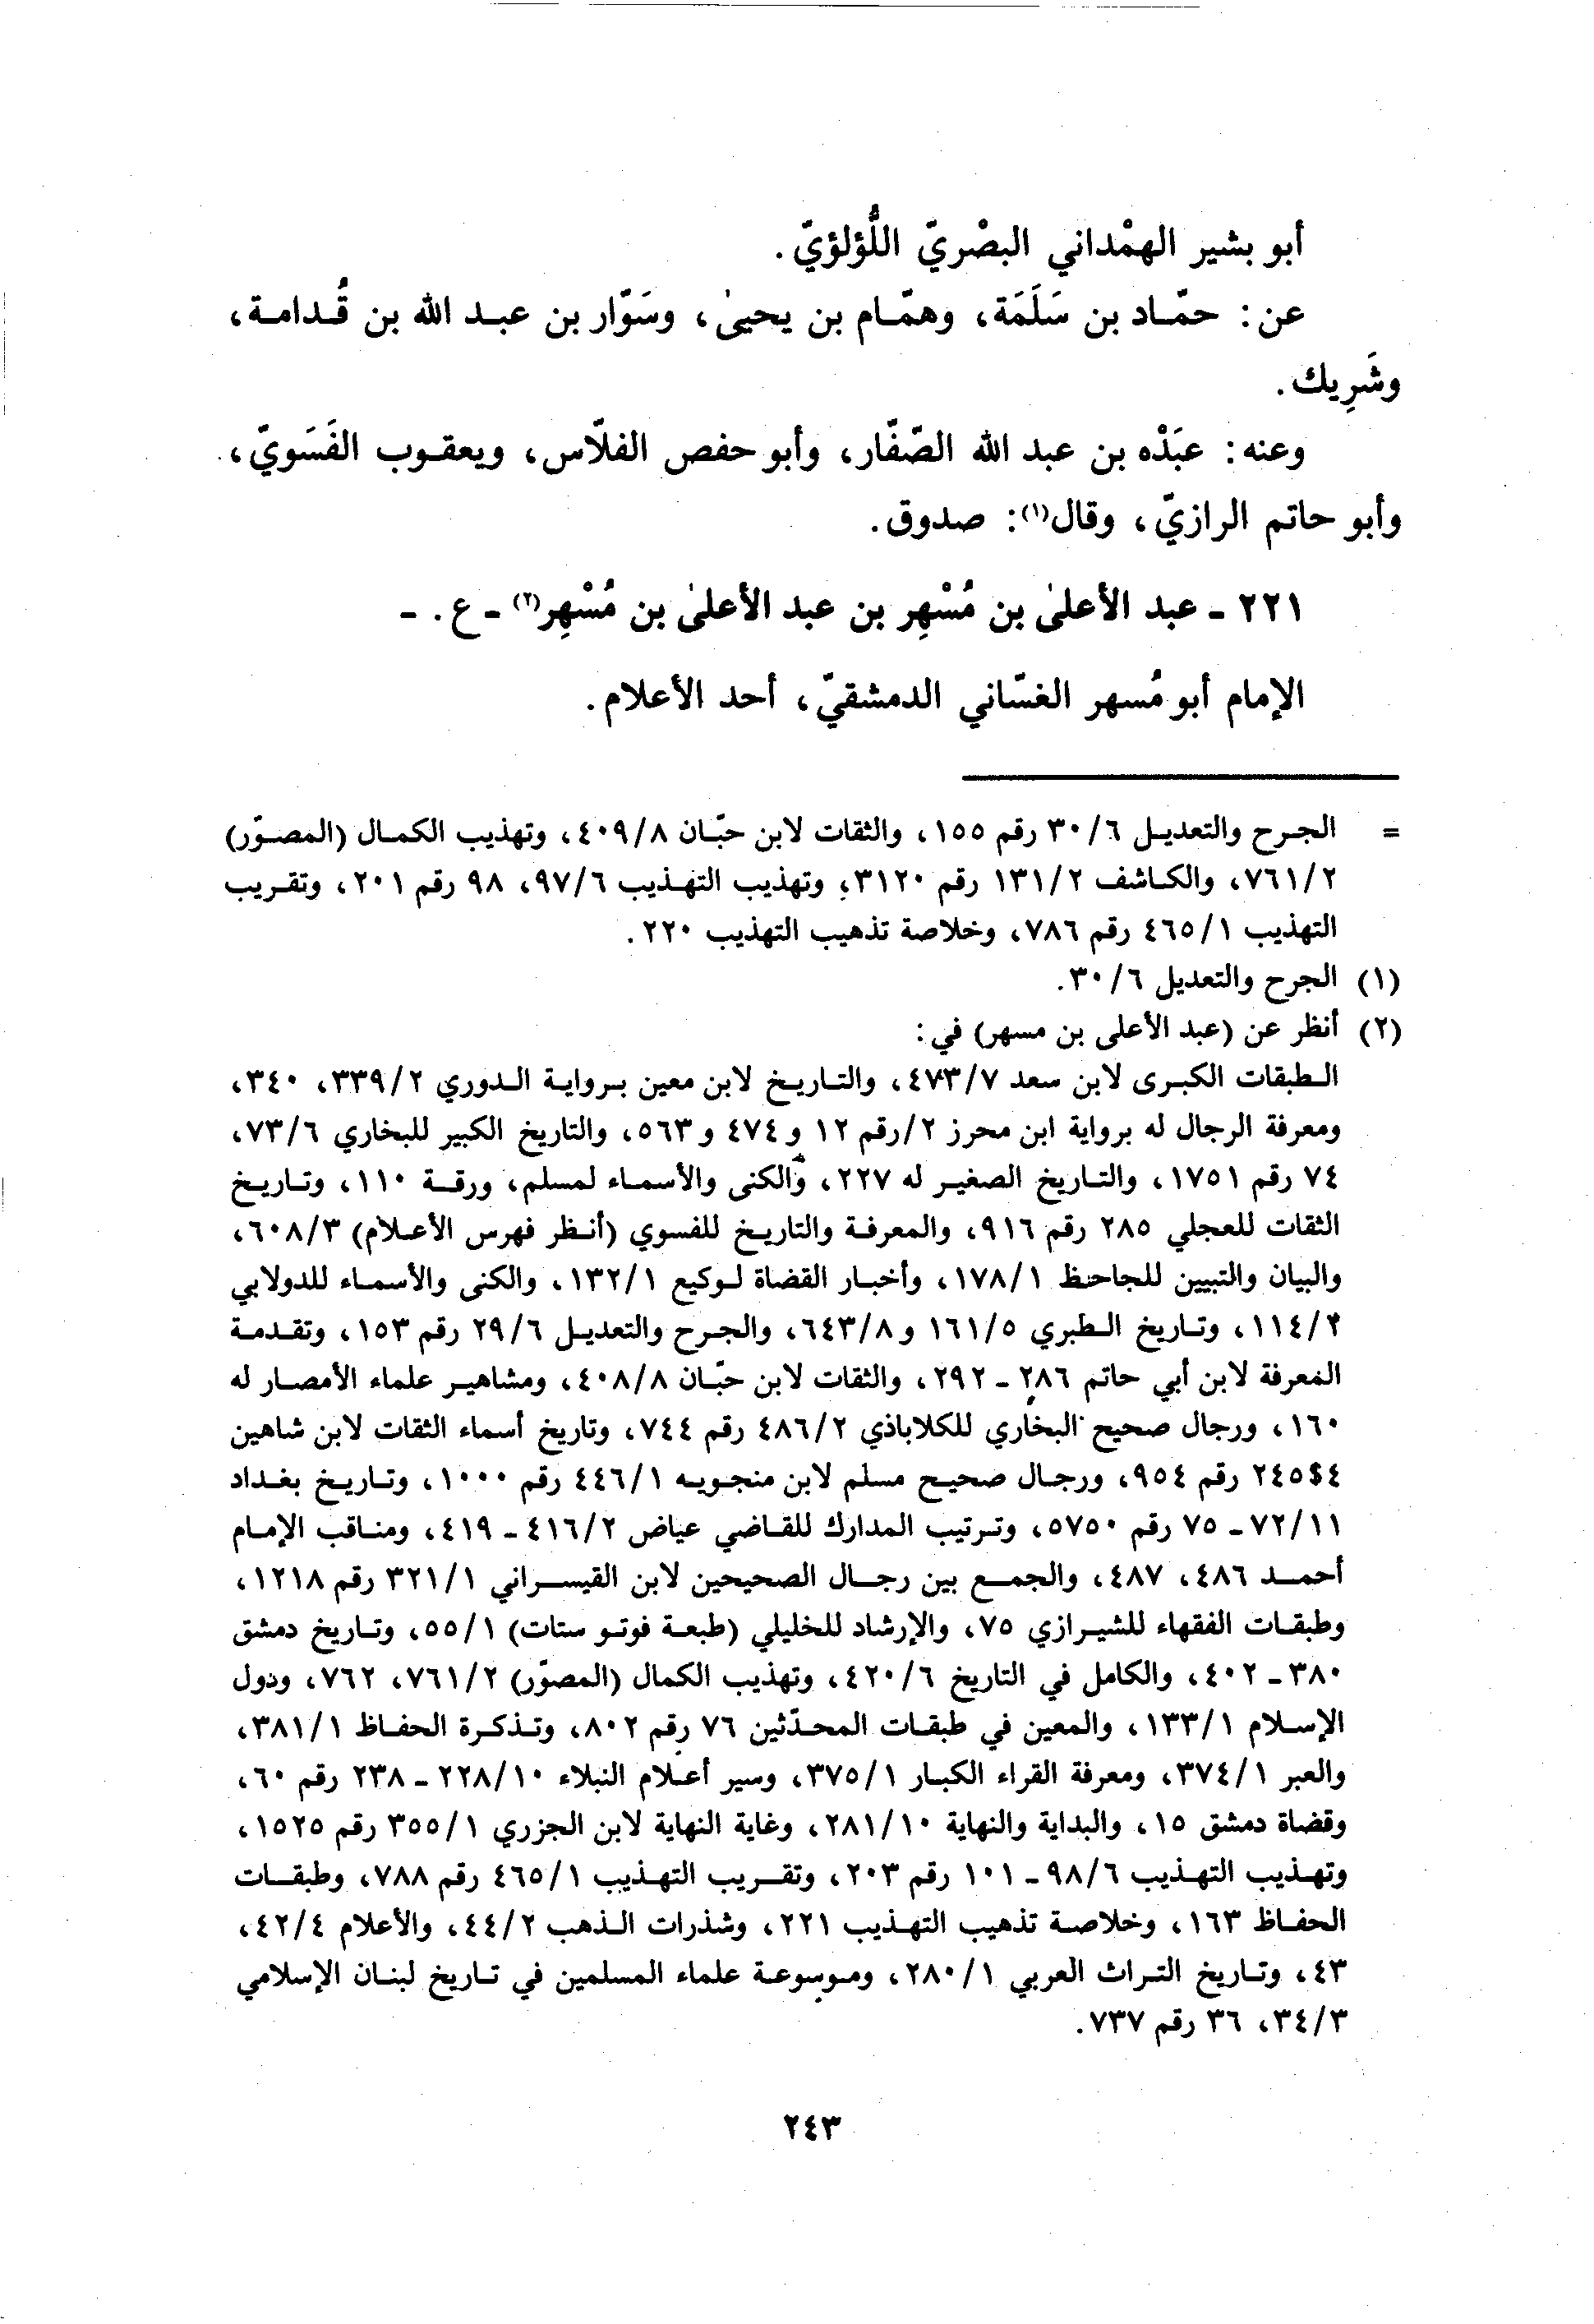 أبو بشير الهمْداني البصْريّ اللُّؤلؤيّ.
عن: حمّاد بن سَلَمَة، وهمّام بن يحيىٰ، وسَوّار بن عبد الله بن قُدامة،
وشَرِيك.
وعنه: عبَدْه بن عبد الله الصّفّار، وأبو حفص الفلّاس، ويعقوب الفَسَويّ،
وأبو حاتم الرازيّ، وقال(١): صدوق.
٢٢١ - عبد الأعلىٰ بن مُسْهِر بن عبد الأعلىٰ بن مُسْهِر(٢) - ع. -
الإمام أبو مُسهر الغسّاني الدمشقيّ، أحد الأعلام.
= الجرح والتعديل ٣٠/٦ رقم ١٥٥، والثقات لابن حبّان ٤٠٩/٨، وتهذيب الكمال (المصوّر)
٧٦١/٢، والكاشف ١٣١/٢ رقم ٣١٢٠، وتهذيب التهذيب ٩٧/٦، ٩٨ رقم ٢٠١، وتقريب
التهذيب ٤٦٥/١ رقم ٧٨٦، وخلاصة تذهيب التهذيب ٢٢٠.
(١) الجرح والتعديل ٣٠/٦.
(٢) أنظر عن (عبد الأعلى بن مسهر) في:
الطبقات الكبرى لابن سعد ٤٧٣/٧، والتاريخ لابن معين برواية الدوري ٣٣٩/٢، ٣٤٠،
ومعرفة الرجال له برواية ابن محرز ٢/رقم ١٢ و ٤٧٤ و ٥٦٣، والتاريخ الكبير للبخاري ٧٣/٦،
٧٤ رقم ١٧٥١، والتاريخ الصغير له ٢٢٧، والكنى والأسماء لمسلم، ورقة ١١٠، وتاريخ
الثقات للعجلي ٢٨٥ رقم ٩١٦، والمعرفة والتاريخ للفسوي (أنظر فهرس الأعلام) ٦٠٨/٣،
والبيان والتبيين للجاحظ ١٧٨/١، وأخبار القضاة لوكيع ١٣٢/١، والكنى والأسماء للدولابي
١١٤/٢، وتاريخ الطبري ١٦١/٥ و ٦٤٣/٨، والجرح والتعديل ٢٩/٦ رقم ١٥٣، وتقدمة
المعرفة لابن أبي حاتم ٢٨٦ - ٢٩٢، والثقات لابن حبّان ٤٠٨/٨، ومشاهير علماء الأمصار له
١٦٠، ورجال صحيح البخاري للكلاباذي ٤٨٦/٢ رقم ٧٤٤، وتاريخ أسماء الثقات لابن شاهين
٢٤٥$٤ رقم ٩٥٤، ورجال صحيح مسلم لابن منجويه ٤٤٦/١ رقم ١٠٠٠، وتاريخ بغداد
٧٢/١١ - ٧٥ رقم ٥٧٥٠، وترتيب المدارك للقاضي عياض ٤١٦/٢ - ٤١٩، ومناقب الإمام
أحمد ٤٨٦، ٤٨٧، والجمع بين رجال الصحيحين لابن القيسراني ٣٢١/١ رقم ١٢١٨،
وطبقات الفقهاء للشيرازي ٧٥، والإرشاد للخليلي (طبعة فوتو ستات) ٥٥/١، وتاريخ دمشق
٣٨٠ - ٤٠٢، والكامل في التاريخ ٤٢٠/٦، وتهذيب الكمال (المصوّر) ٧٦١/٢، ٧٦٢، ودول
الإسلام ١٣٣/١، والمعين في طبقات المحدّثين ٧٦ رقم ٨٠٢، وتذكرة الحفاظ ٣٨١/١،
والعبر ٣٧٤/١، ومعرفة القراء الكبار ٣٧٥/١، وسير أعلام النبلاء ٢٢٨/١٠ - ٢٣٨ رقم ٦٠،
وقضاة دمشق ١٥، والبداية والنهاية ٢٨١/١٠، وغاية النهاية لابن الجزري ٣٥٥/١ رقم ١٥٢٥،
وتهذيب التهذيب ٩٨/٦ - ١٠١ رقم ٢٠٣، وتقريب التهذيب ٤٦٥/١ رقم ٧٨٨، وطبقات
الحفاظ ١٦٣، وخلاصة تذهيب التهذيب ٢٢١، وشذرات الذهب ٤٤/٢، والأعلام ٤٢/٤،
٤٣، وتاريخ التراث العربي ٢٨٠/١، وموسوعة علماء المسلمين في تاريخ لبنان الإسلامي
٣٤/٣، ٣٦ رقم ٧٣٧.
٢٤٣